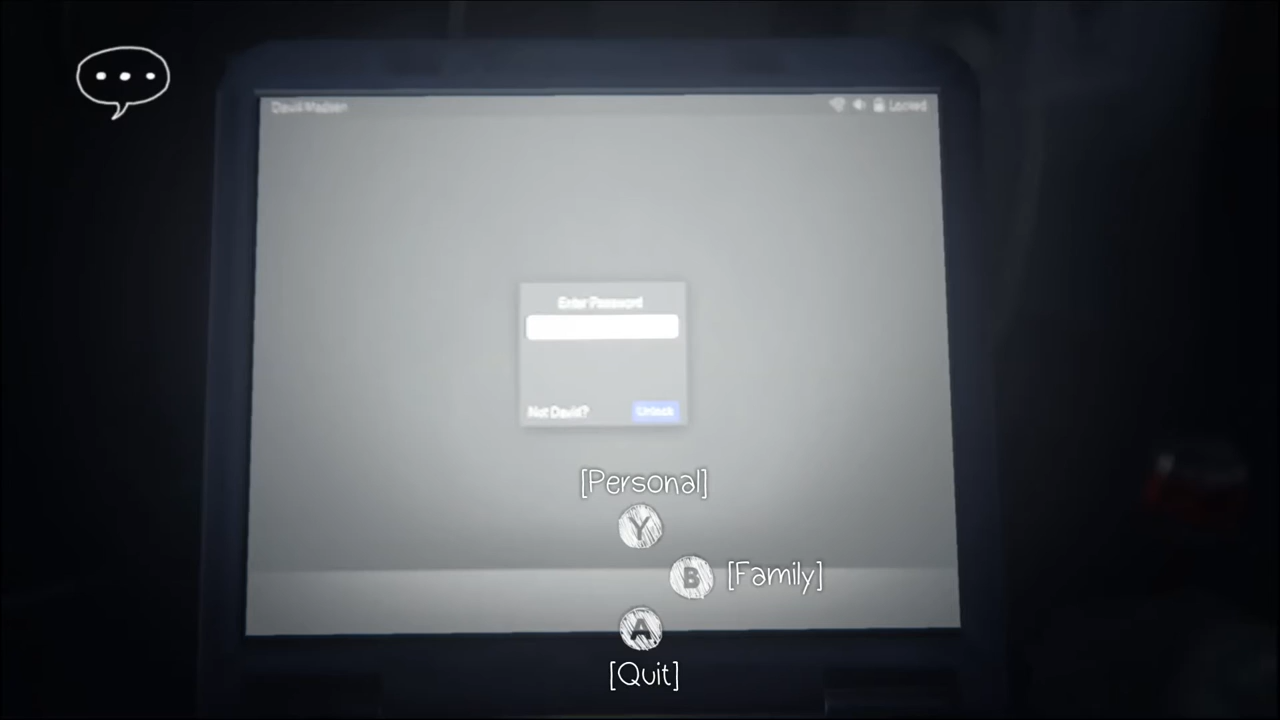 David Madsen
Locked
Enter Password
Not David?
Unlock
[Personal]
Y
B
[Family]
A
[Quit]